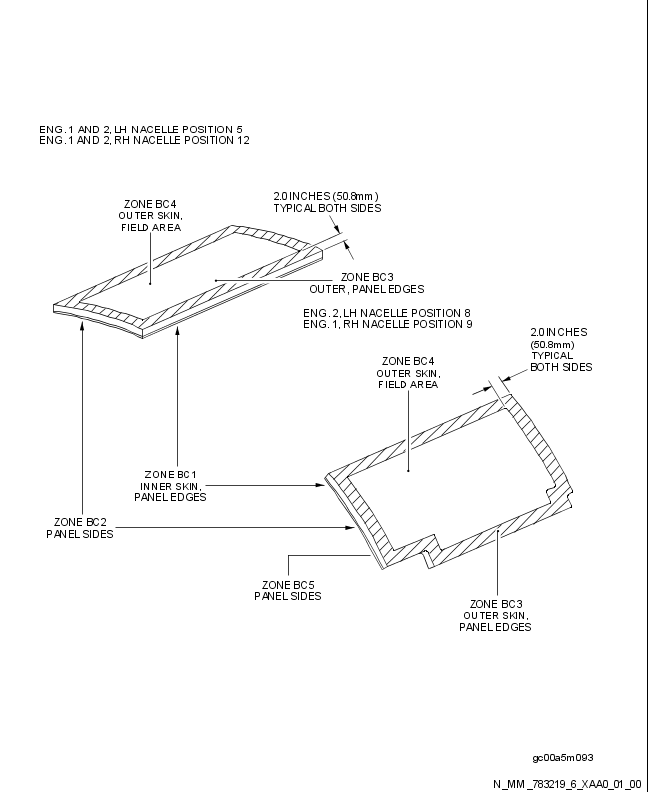 ENG. 1 AND 2, LH NACELLE POSITION 5
ENG. 1 AND 2, RH NACELLE POSITION 12
ZONE BC4
OUTER SKIN,
FIELD AREA
2.0 INCHES (50.8mm)
TYPICAL BOTH SIDES
ZONE BC3
OUTER, PANEL EDGES
ENG. 2, LH NACELLE POSITION 8
ENG. 1, RH NACELLE POSITION 9
2.0 INCHES
(50.8mm)
TYPICAL
BOTH SIDES
ZONE BC4
OUTER SKIN,
FIELD AREA
ZONE BC1
INNER SKIN,
PANEL EDGES
ZONE BC2
PANEL SIDES
ZONE BC5
PANEL SIDES
ZONE BC3
OUTER SKIN,
PANEL EDGES
gc00a5m093
N_MM_783219_6_XAA0_01_00